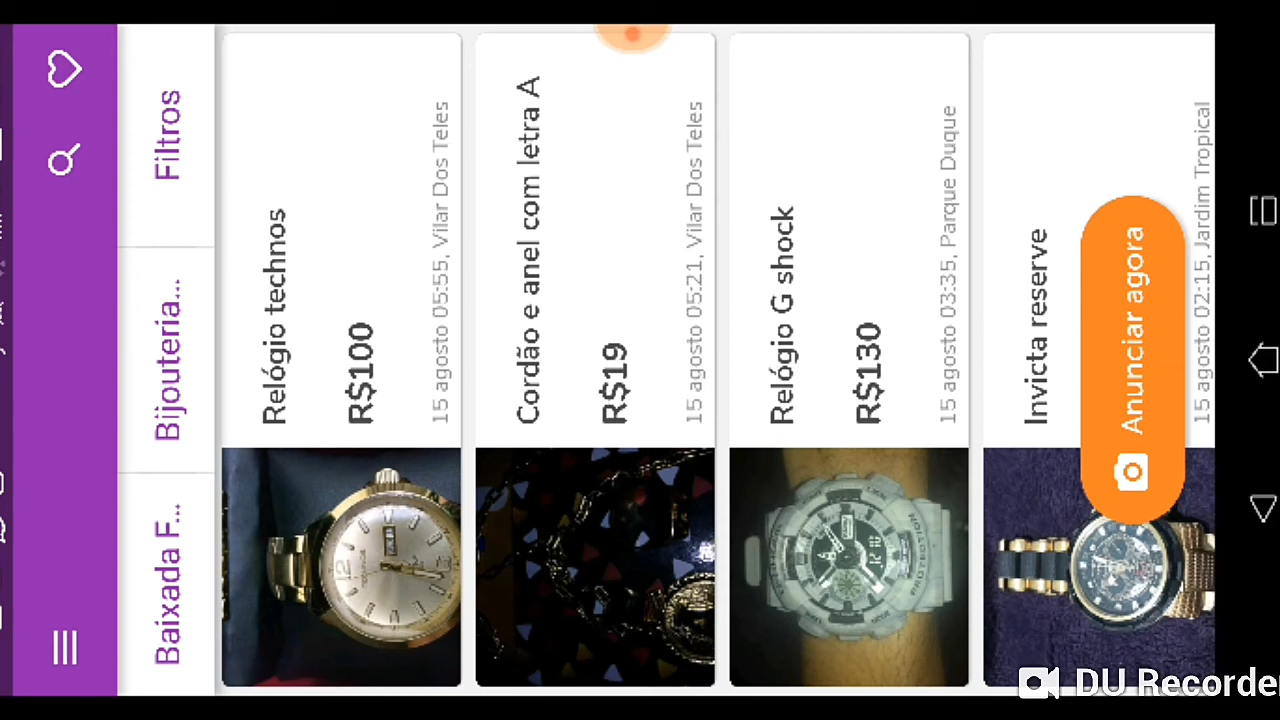 Baixada F...
Bijouteria...
Filtros
Relógio technos
R$100
15 agosto 05:55, Vilar Dos Teles
Cordão e anel com letra A
R$19
15 agosto 05:21, Vilar Dos Teles
Relógio G shock
R$130
15 agosto 03:35, Parque Duque
PROTECTION
Invicta reserve
15 agosto 02:15, Jardim Tropical
Anunciar agora
DU Recorder